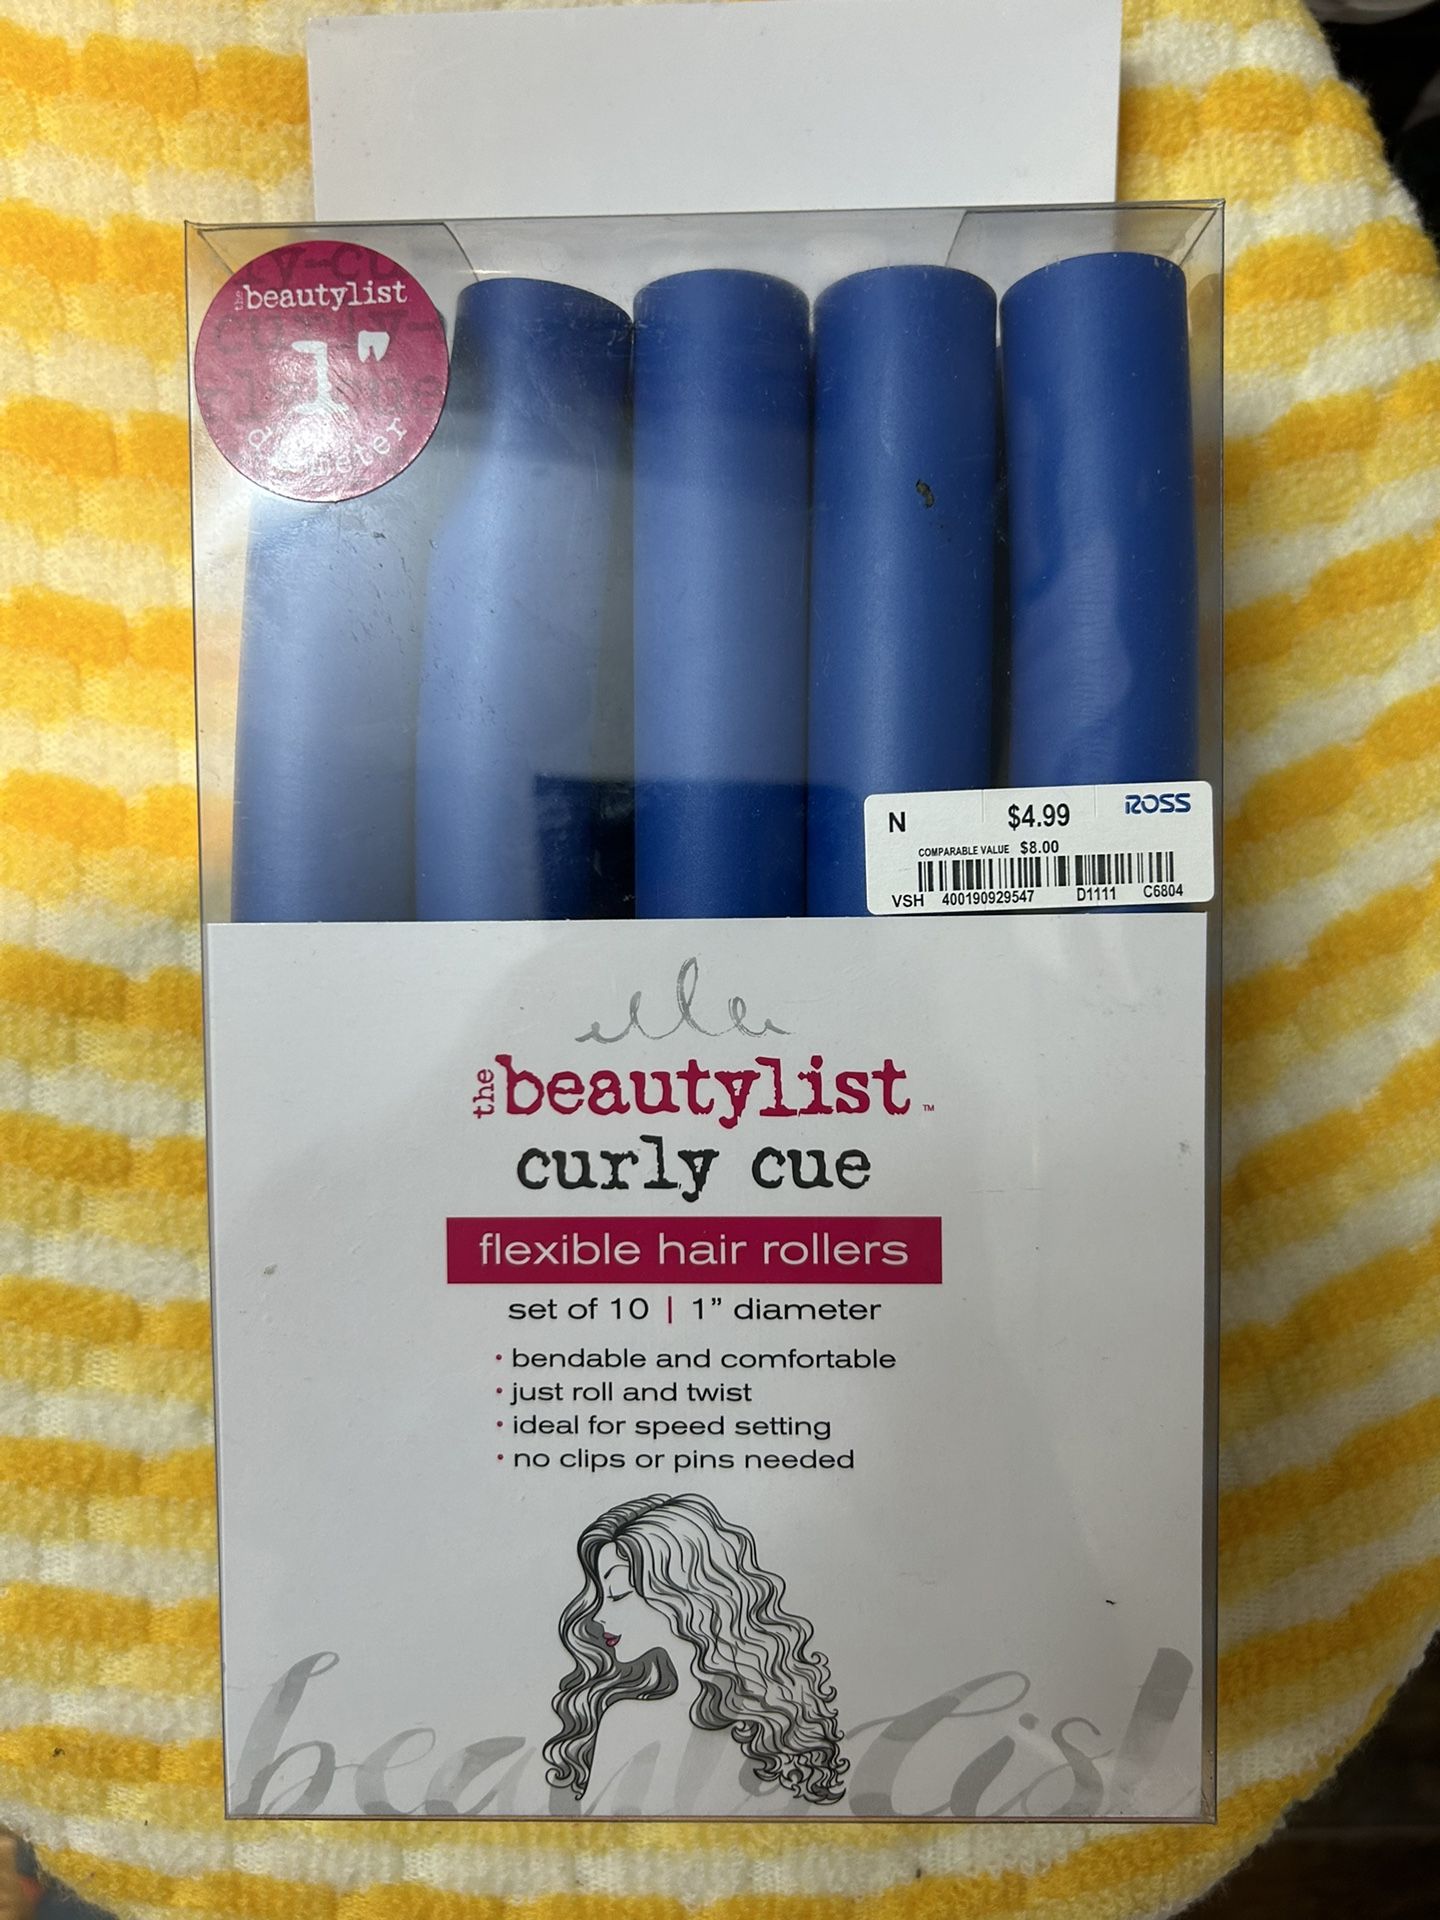 the beautylist
1"
diameter
N $4.99 ROSS
COMPARABLE VALUE $8.00
VSH 400190929547 D1111 C6804
the beautylist™
curly cue
flexible hair rollers
set of 10 | 1” diameter
• bendable and comfortable
• just roll and twist
• ideal for speed setting
• no clips or pins needed
beautylist